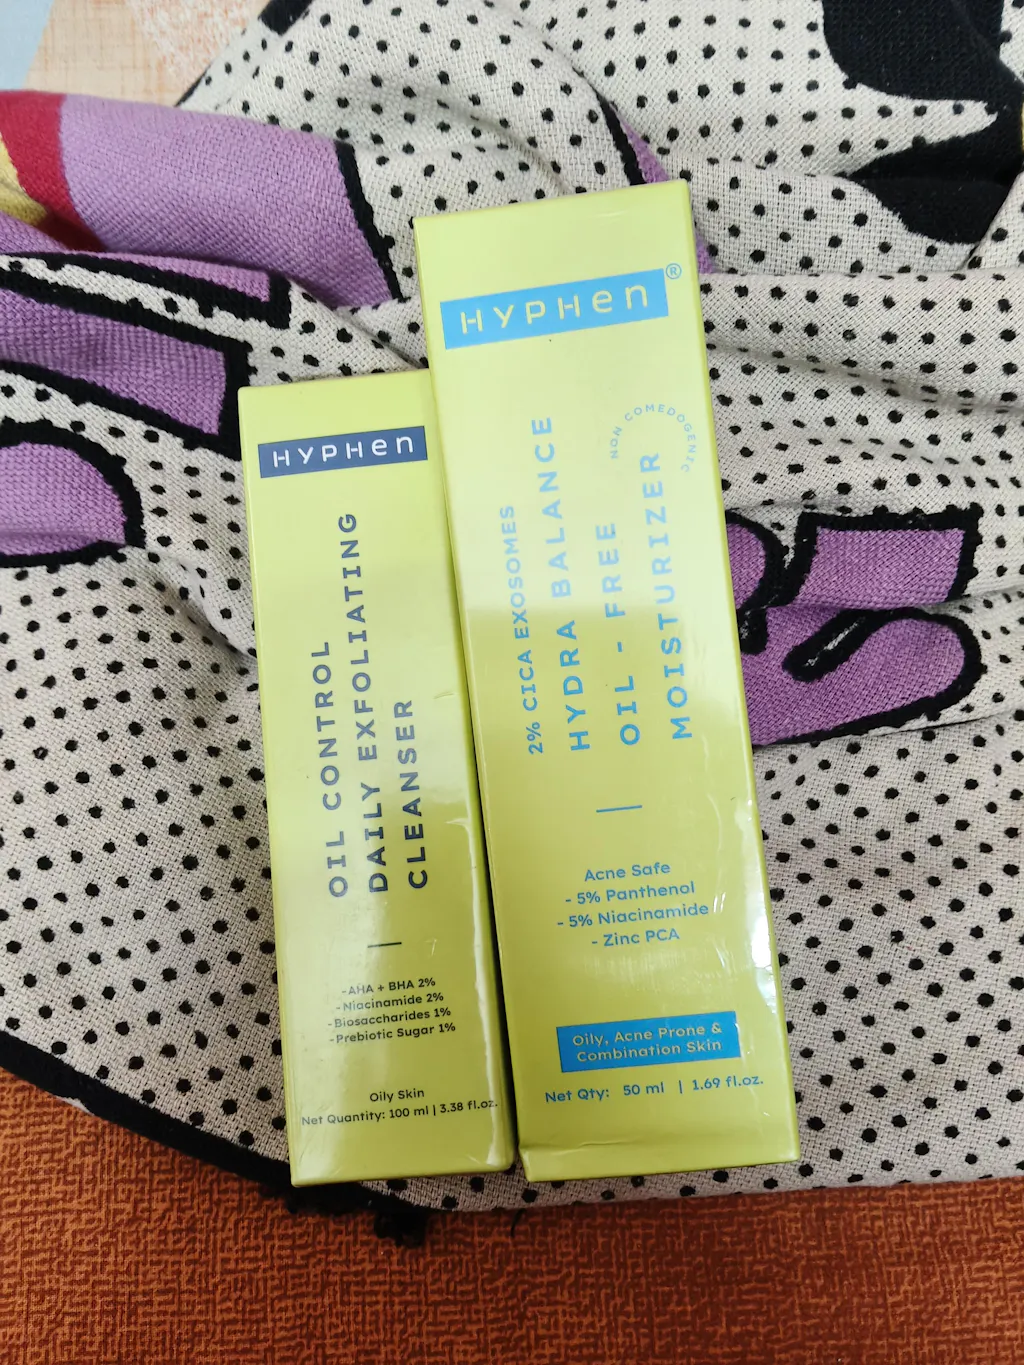 HYPHen
OIL CONTROL
DAILY EXFOLIATING
CLEANSER
-AHA + BHA 2%
-Niacinamide 2%
-Biosaccharides 1%
-Prebiotic Sugar 1%
Oily Skin
Net Quantity: 100 ml | 3.38 fl.oz.
HYPHen®
NON COMEDOGENIC
2% CICA EXOSOMES
HYDRA BALANCE
OIL - FREE
MOISTURIZER
Acne Safe
- 5% Panthenol
- 5% Niacinamide
- Zinc PCA
Oily, Acne Prone &
Combination Skin
Net Qty: 50 ml | 1.69 fl.oz.